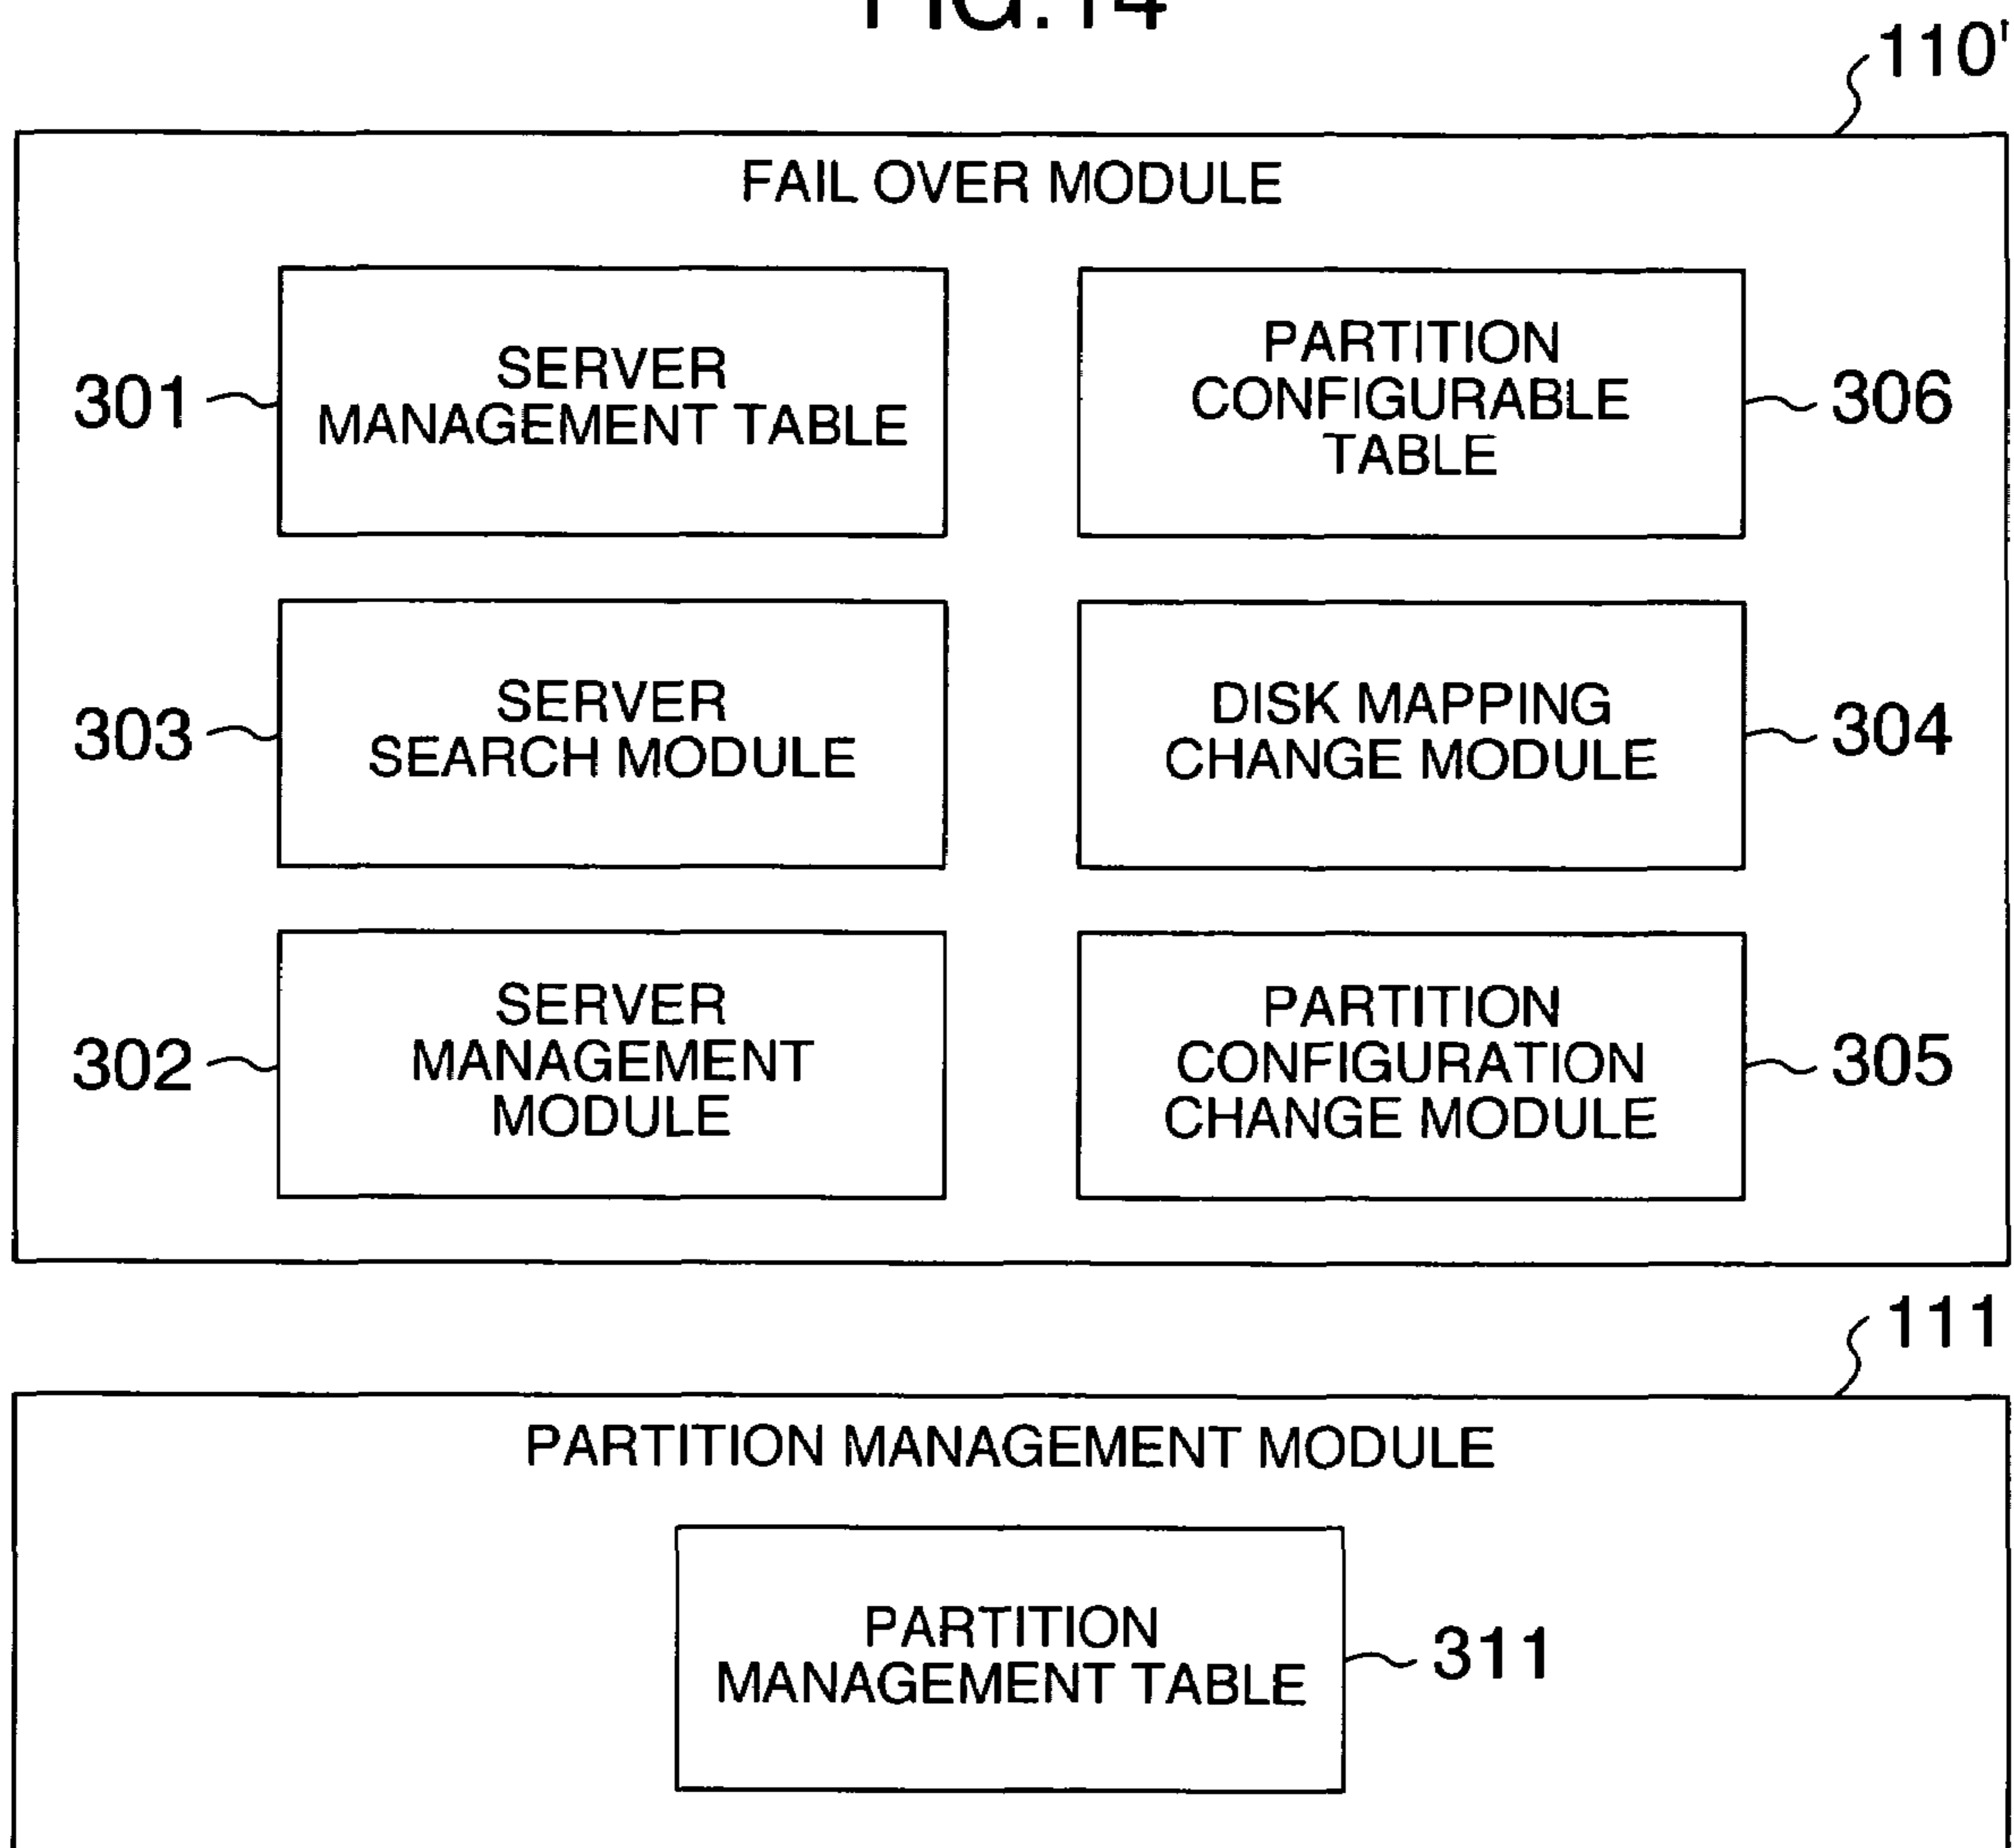 FIG.14
110'
FAIL OVER MODULE
301
SERVER
MANAGEMENT TABLE
PARTITION
CONFIGURABLE
TABLE
306
303
SERVER
SEARCH MODULE
DISK MAPPING
CHANGE MODULE
304
302
SERVER
MANAGEMENT
MODULE
PARTITION
CONFIGURATION
CHANGE MODULE
305
111
PARTITION MANAGEMENT MODULE
PARTITION
MANAGEMENT TABLE
311